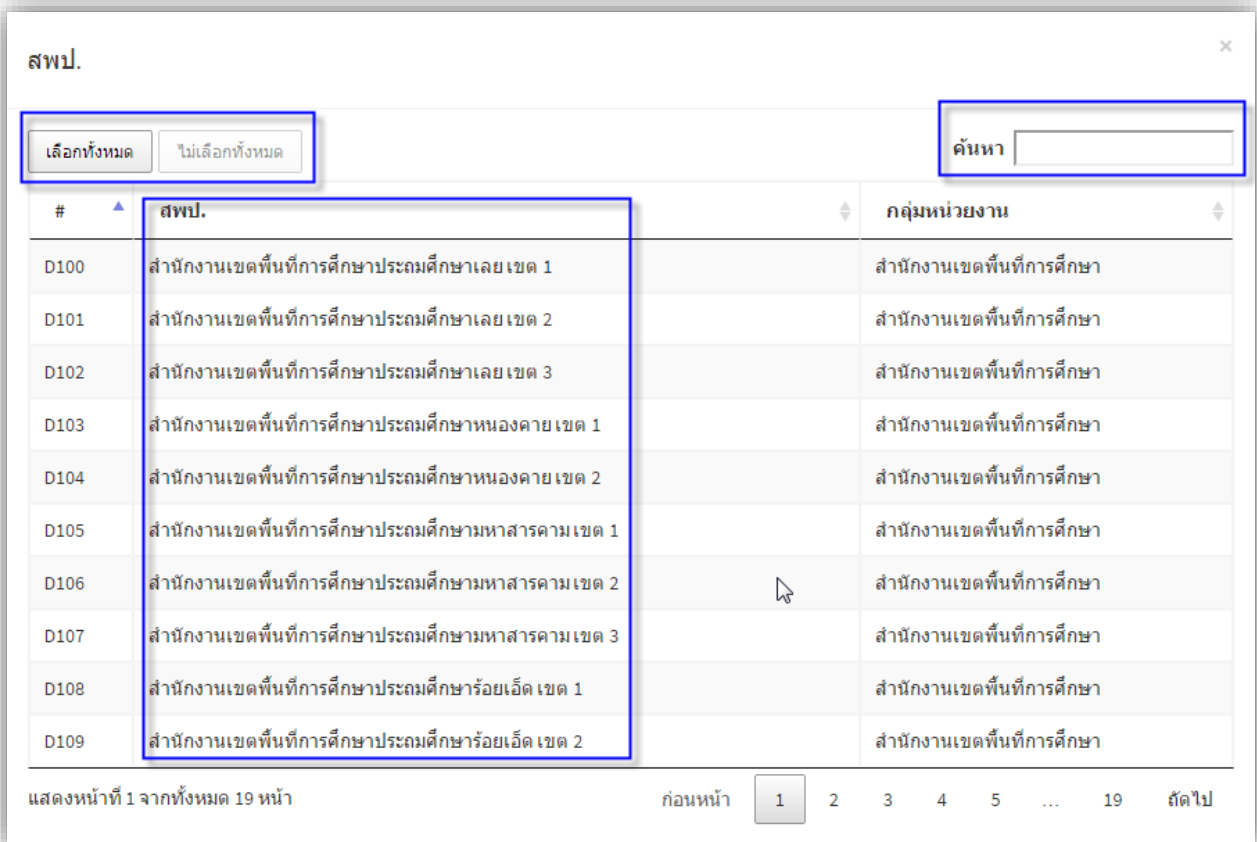 สพป.
×
เลือกทั้งหมด ไม่เลือกทั้งหมด ค้นหา
# สพป. กลุ่มหน่วยงาน
D100 สำนักงานเขตพื้นที่การศึกษาประถมศึกษาเลย เขต 1 สำนักงานเขตพื้นที่การศึกษา
D101 สำนักงานเขตพื้นที่การศึกษาประถมศึกษาเลย เขต 2 สำนักงานเขตพื้นที่การศึกษา
D102 สำนักงานเขตพื้นที่การศึกษาประถมศึกษาเลย เขต 3 สำนักงานเขตพื้นที่การศึกษา
D103 สำนักงานเขตพื้นที่การศึกษาประถมศึกษาหนองคาย เขต 1 สำนักงานเขตพื้นที่การศึกษา
D104 สำนักงานเขตพื้นที่การศึกษาประถมศึกษาหนองคาย เขต 2 สำนักงานเขตพื้นที่การศึกษา
D105 สำนักงานเขตพื้นที่การศึกษาประถมศึกษามหาสารคาม เขต 1 สำนักงานเขตพื้นที่การศึกษา
D106 สำนักงานเขตพื้นที่การศึกษาประถมศึกษามหาสารคาม เขต 2 สำนักงานเขตพื้นที่การศึกษา
D107 สำนักงานเขตพื้นที่การศึกษาประถมศึกษามหาสารคาม เขต 3 สำนักงานเขตพื้นที่การศึกษา
D108 สำนักงานเขตพื้นที่การศึกษาประถมศึกษาร้อยเอ็ด เขต 1 สำนักงานเขตพื้นที่การศึกษา
D109 สำนักงานเขตพื้นที่การศึกษาประถมศึกษาร้อยเอ็ด เขต 2 สำนักงานเขตพื้นที่การศึกษา
แสดงหน้าที่ 1 จากทั้งหมด 19 หน้า ก่อนหน้า 1 2 3 4 5 … 19 ถัดไป